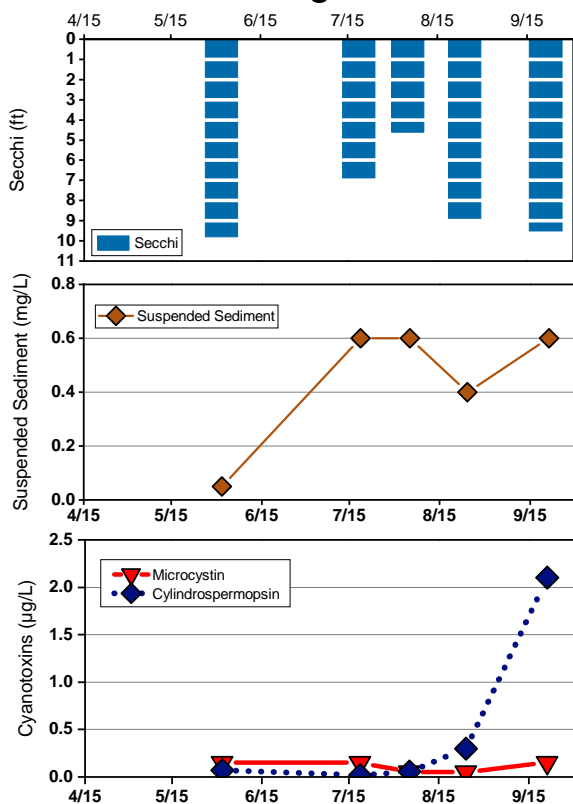 4/15 5/15 6/15 7/15 8/15 9/15
Secchi (ft)
0
1
2
3
4
5
6
7
8
9
10
11
Secchi
Suspended Sediment (mg/L)
0.8
0.6
0.4
0.2
0.0
Suspended Sediment
4/15 5/15 6/15 7/15 8/15 9/15
Cyanotoxins (µg/L)
2.5
2.0
1.5
1.0
0.5
0.0
Microcystin
Cylindrospermopsin
4/15 5/15 6/15 7/15 8/15 9/15